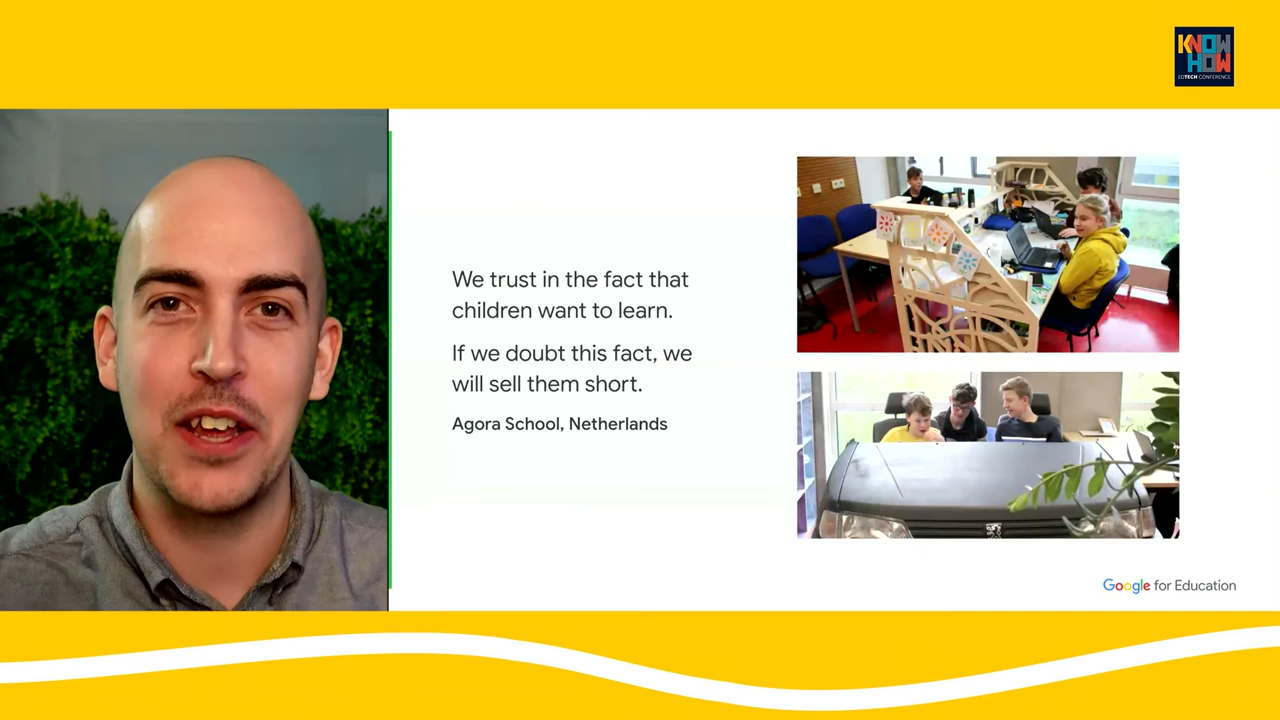 KNOW
HOW
EDTECH CONFERENCE
We trust in the fact that
children want to learn.
If we doubt this fact, we
will sell them short.
Agora School, Netherlands
Google for Education